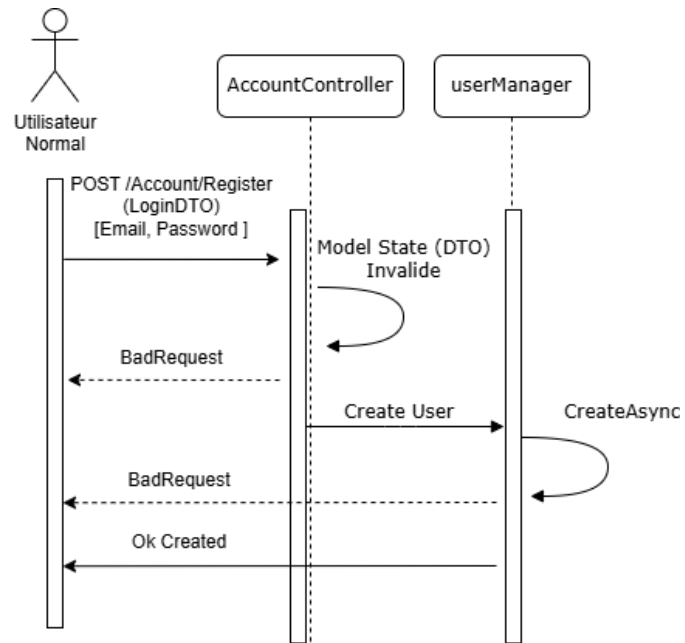 Utilisateur
Normal
AccountController
userManager
POST /Account/Register
(LoginDTO)
[Email, Password ]
Model State (DTO)
Invalide
BadRequest
Create User
CreateAsync
BadRequest
Ok Created